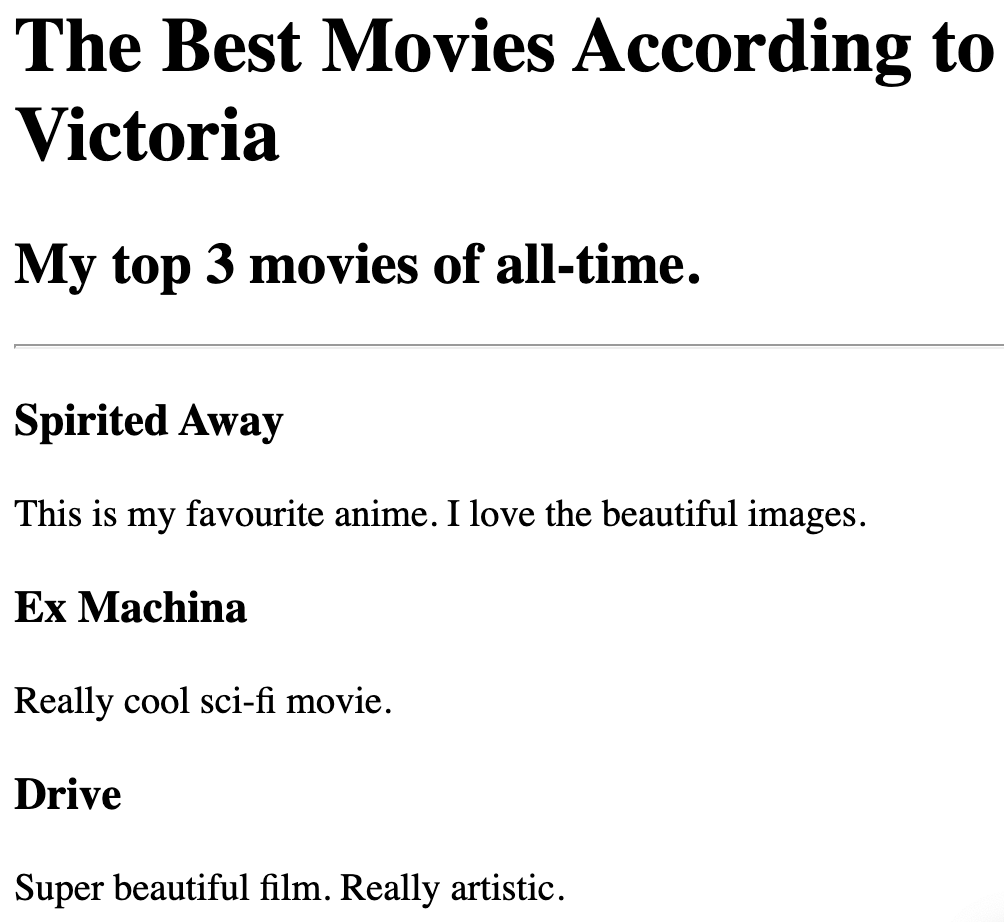 The Best Movies According to
Victoria
My top 3 movies of all-time.
Spirited Away
This is my favourite anime. I love the beautiful images.
Ex Machina
Really cool sci-fi movie.
Drive
Super beautiful film. Really artistic.